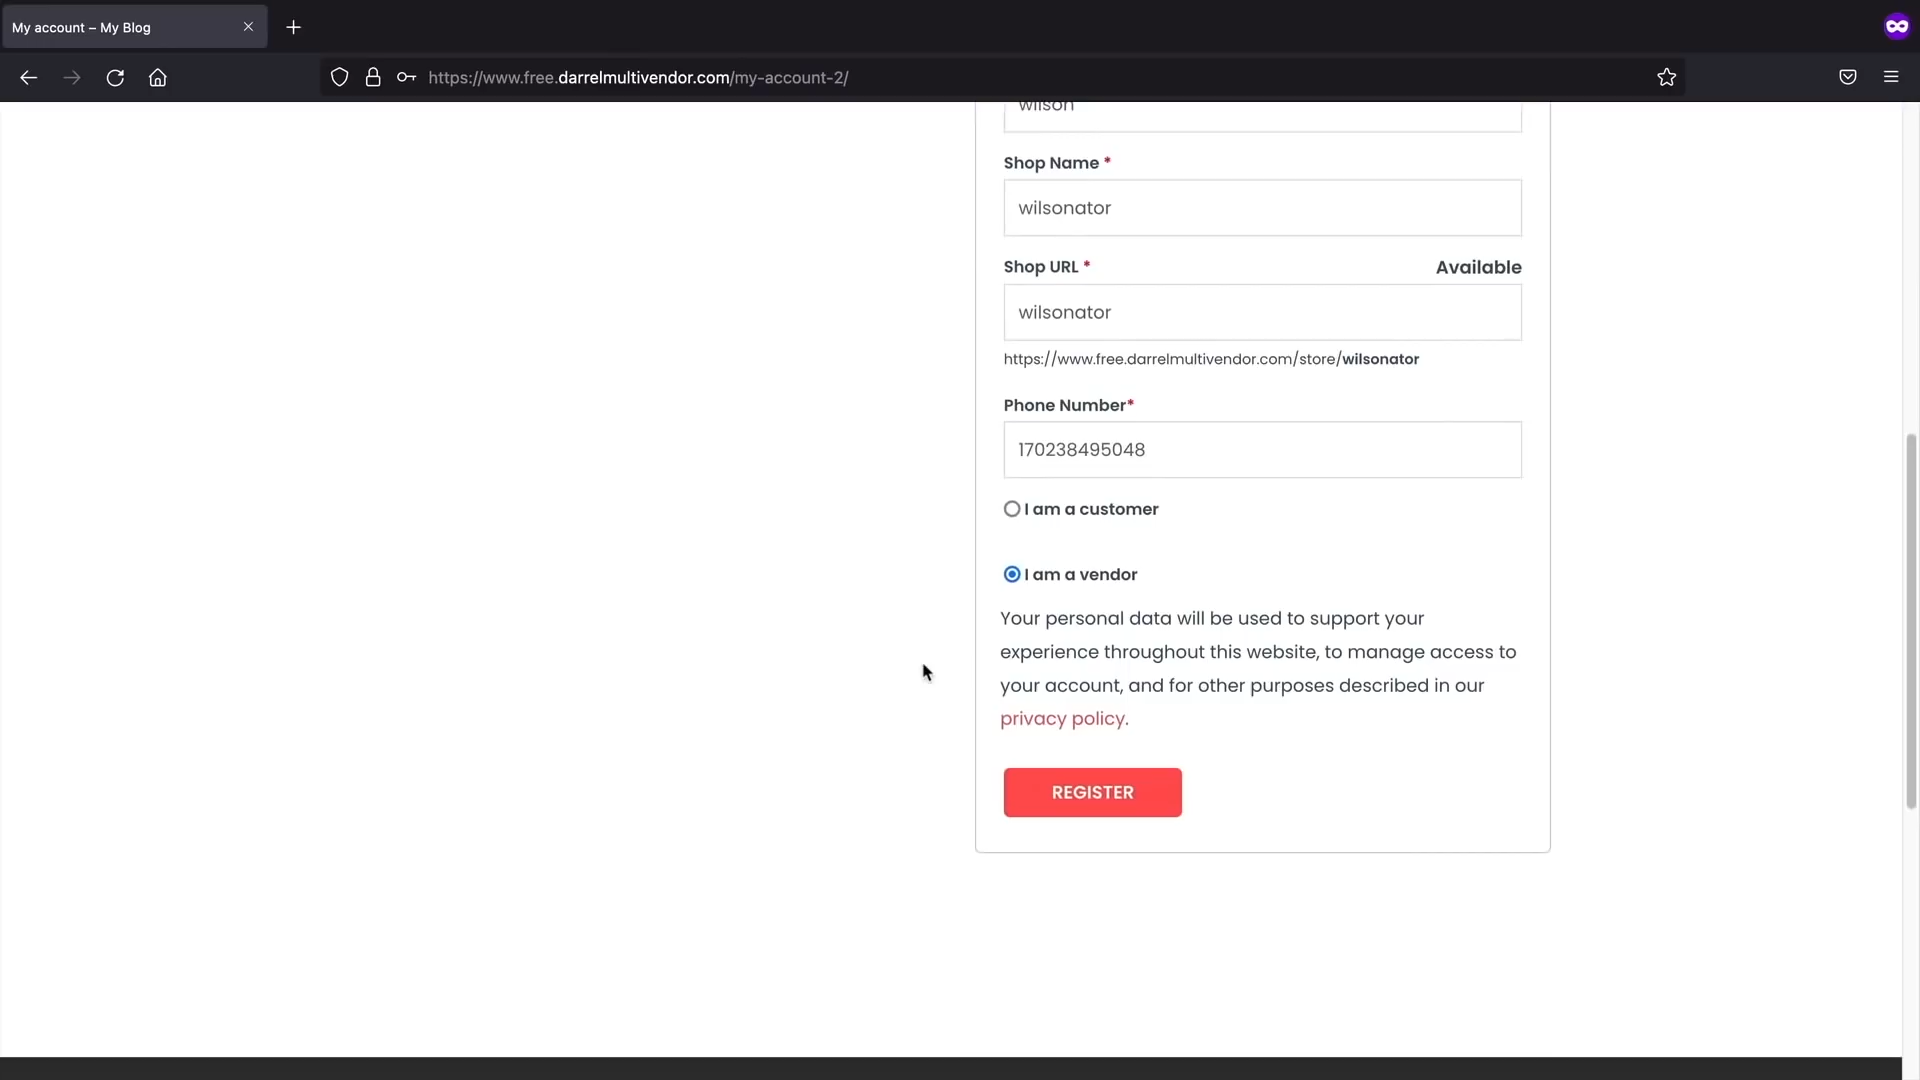 My account – My Blog
https://www.free.darrelmultivendor.com/my-account-2/
wilson
Shop Name *
wilsonator
Shop URL *
Available
wilsonator
https://www.free.darrelmultivendor.com/store/wilsonator
Phone Number*
170238495048
I am a customer
I am a vendor
Your personal data will be used to support your
experience throughout this website, to manage access to
your account, and for other purposes described in our
privacy policy.
REGISTER